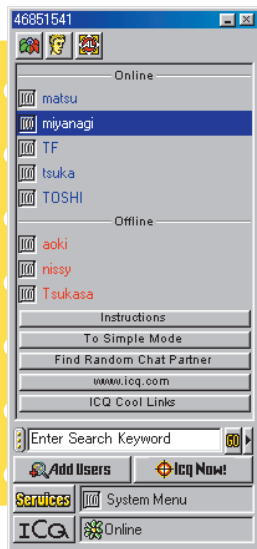 46851541
Online
matsu
miyanagi
TF
tsuka
TOSHI
Offline
aoki
nissy
Tsukasa
Instructions
To Simple Mode
Find Random Chat Partner
www.icq.com
ICQ Cool Links
Enter Search Keyword GO
Add Users Icq Now!
Services System Menu
ICQ Online